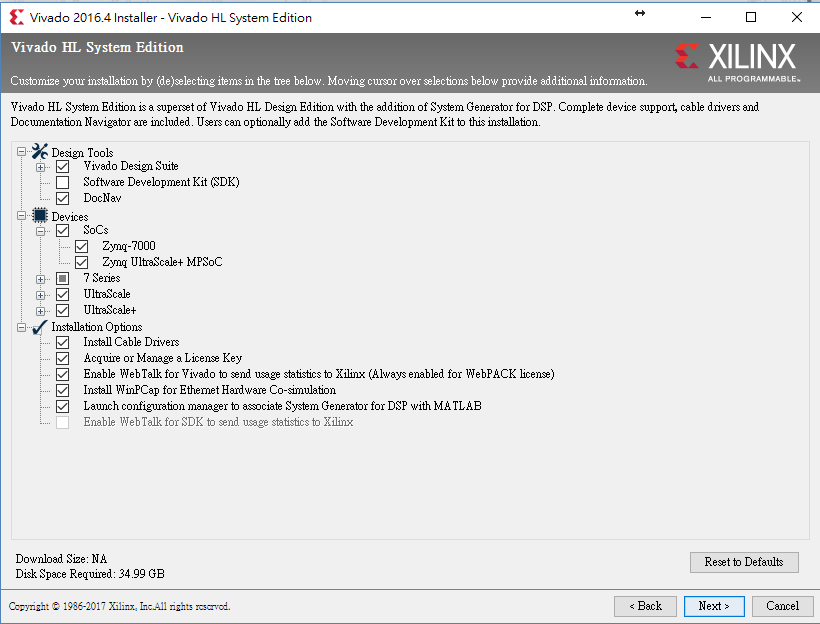 Vivado 2016.4 Installer - Vivado HL System Edition
Vivado HL System Edition
XILINX
ALL PROGRAMMABLE™
Customize your installation by (de)selecting items in the tree below. Moving cursor over selections below provide additional information.
Vivado HL System Edition is a superset of Vivado HL Design Edition with the addition of System Generator for DSP. Complete device support, cable drivers and
Documentation Navigator are included. Users can optionally add the Software Development Kit to this installation.
Design Tools
Vivado Design Suite
Software Development Kit (SDK)
DocNav
Devices
SoCs
Zynq-7000
Zynq UltraScale+ MPSoC
7 Series
UltraScale
UltraScale+
Installation Options
Install Cable Drivers
Acquire or Manage a License Key
Enable WebTalk for Vivado to send usage statistics to Xilinx (Always enabled for WebPACK license)
Install WinPCap for Ethernet Hardware Co-simulation
Launch configuration manager to associate System Generator for DSP with MATLAB
Enable WebTalk for SDK to send usage statistics to Xilinx
Download Size: NA
Disk Space Required: 34.99 GB
Reset to Defaults
Copyright © 1986-2017 Xilinx, Inc.All rights reserved.
< Back
Next >
Cancel